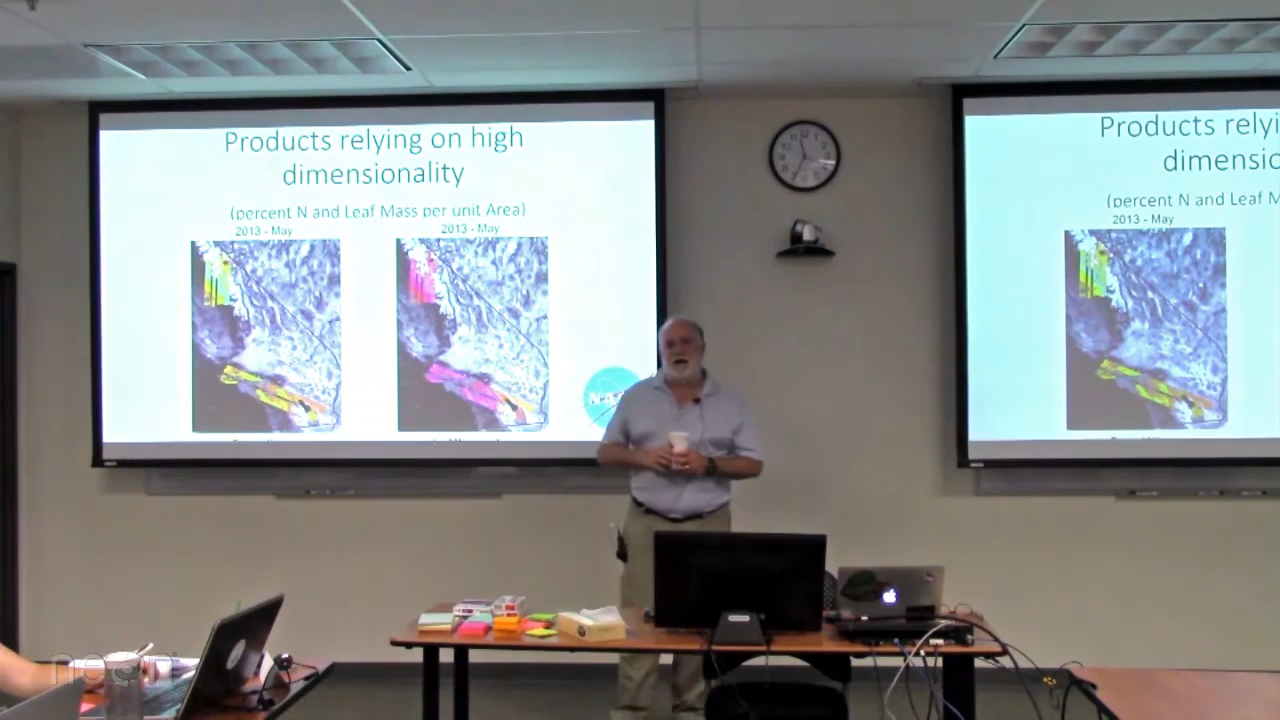 Products relying on high
dimensionality
(percent N and Leaf Mass per unit Area)
2013 - May
2013 - May
Products relyi
dimensio
(percent N and Leaf M
2013 - May
neon